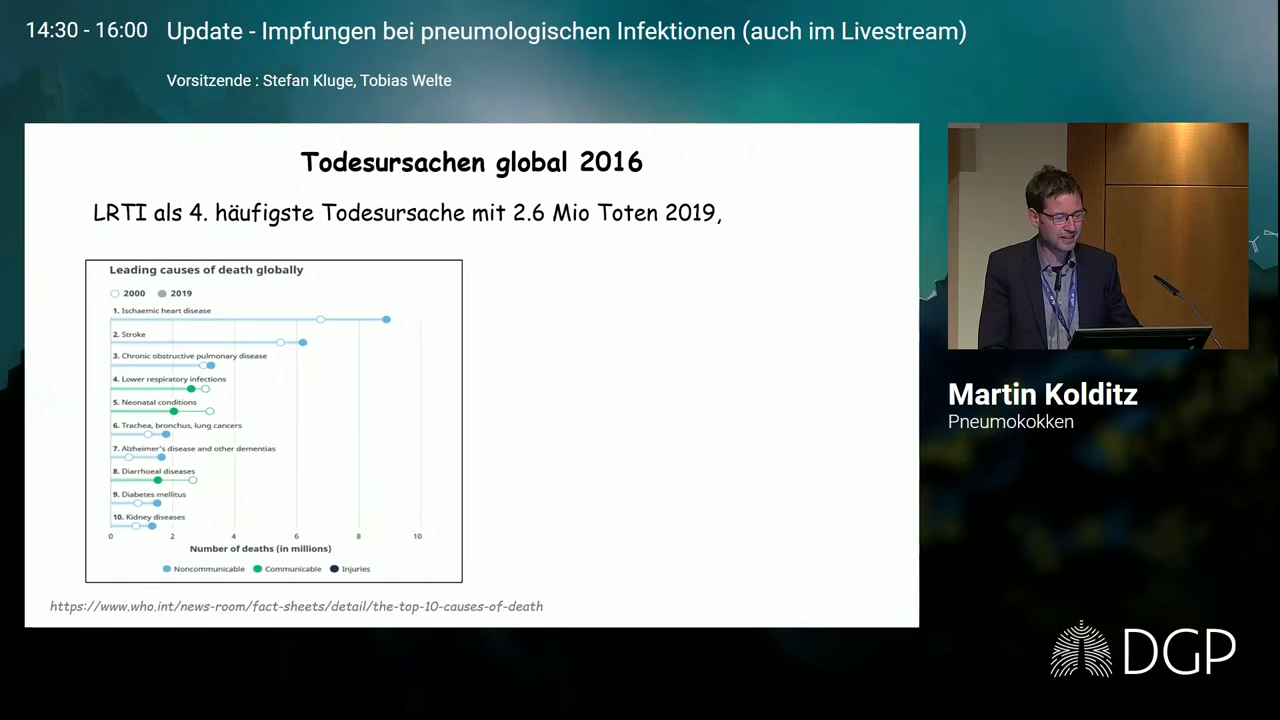 14:30 - 16:00 Update - Impfungen bei pneumologischen Infektionen (auch im Livestream)
Vorsitzende : Stefan Kluge, Tobias Welte
Todesursachen global 2016
LRTI als 4. häufigste Todesursache mit 2.6 Mio Toten 2019,
Leading causes of death globally
2000 2019
1. Ischaemic heart disease
2. Stroke
3. Chronic obstructive pulmonary disease
4. Lower respiratory infections
5. Neonatal conditions
6. Trachea, bronchus, lung cancers
7. Alzheimer's disease and other dementias
8. Diarrhoeal diseases
9. Diabetes mellitus
10. Kidney diseases
0 2 4 6 8 10
Number of deaths (in millions)
Noncommunicable Communicable Injuries
https://www.who.int/news-room/fact-sheets/detail/the-top-10-causes-of-death
Martin Kolditz
Pneumokokken
DGP